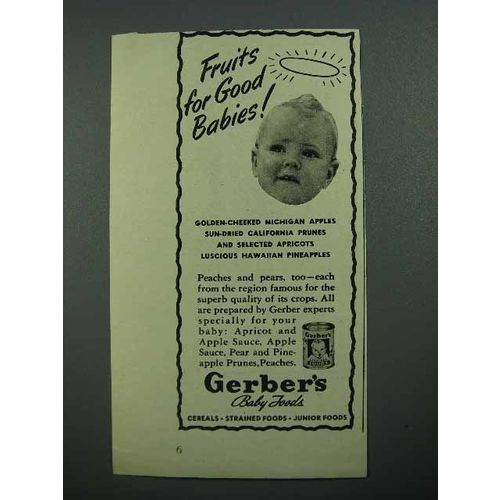 Fruits
for Good
Babies!
GOLDEN-CHEEKED MICHIGAN APPLES
SUN-DRIED CALIFORNIA PRUNES
AND SELECTED APRICOTS
LUSCIOUS HAWAIIAN PINEAPPLES
Peaches and pears, too—each
from the region famous for the
superb quality of its crops. All
are prepared by Gerber experts
specially for your
baby: Apricot and
Apple Sauce, Apple
Sauce, Pear and Pine-
apple Prunes, Peaches.
Gerber's
Gerber's
Baby Foods
CEREALS • STRAINED FOODS • JUNIOR FOODS
6